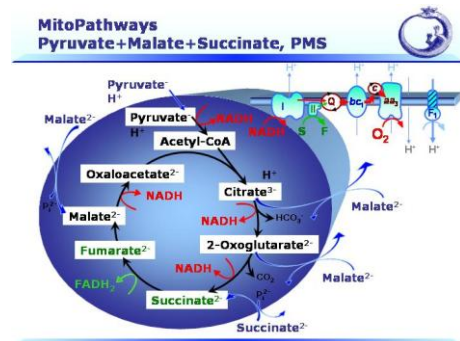 MitoPathways
Pyruvate+Malate+Succinate, PMS
H⁺
H⁺
H⁺
H⁺
c
I
II
Q
bc₁
aa₃
F₁
S
F
O₂
H⁺
H⁺
Pyruvate⁻
H⁺
Pyruvate⁻
NADH
NADH
H⁺
Acetyl-CoA
Malate²⁻
Oxaloacetate²⁻
H⁺
Citrate³⁻
NADH
Malate²⁻
NADH
HCO₃⁻
Pᵢ²⁻
Malate²⁻
2-Oxoglutarate²⁻
Fumarate²⁻
NADH
CO₂
Malate²⁻
FADH₂
Succinate²⁻
Pᵢ²⁻
Succinate²⁻